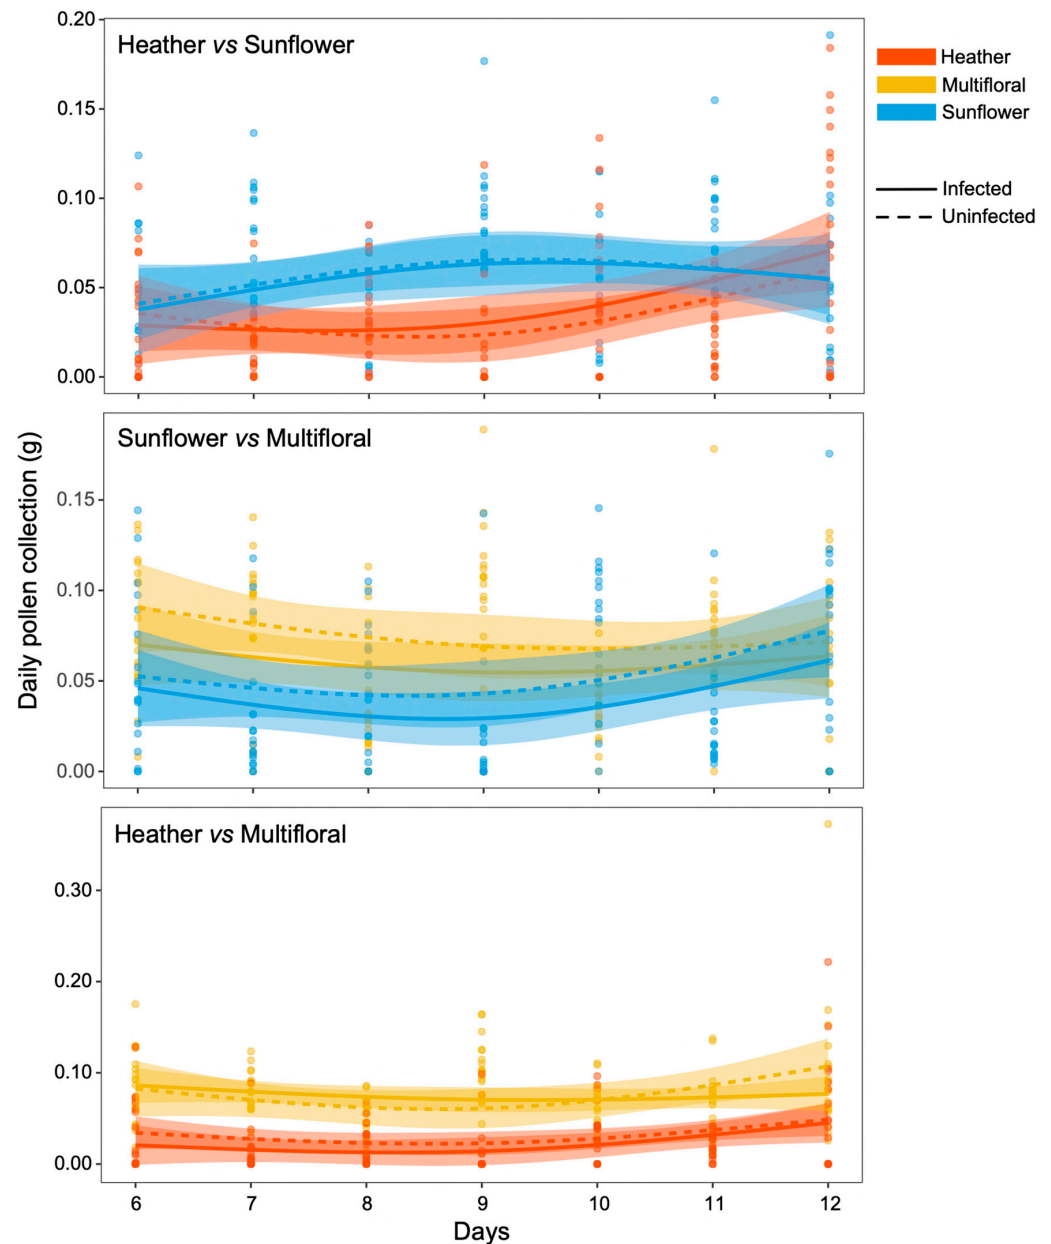 Heather vs Sunflower
0.20
0.15
0.10
0.05
0.00
Heather
Multifloral
Sunflower
Infected
Uninfected
Daily pollen collection (g)
Sunflower vs Multifloral
0.15
0.10
0.05
0.00
Heather vs Multifloral
0.30
0.20
0.10
0.00
6 7 8 9 10 11 12
Days